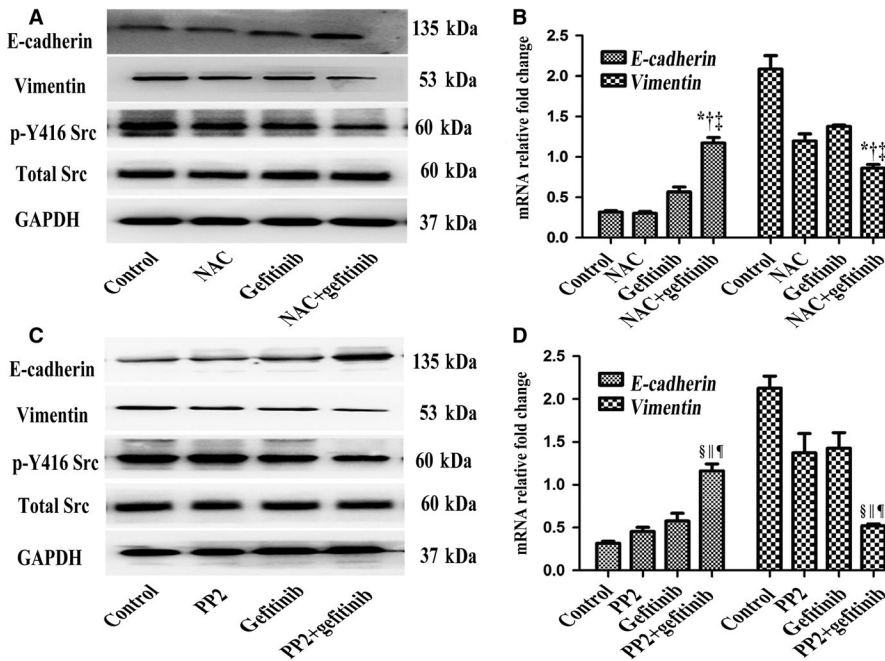 A
E-cadherin
135 kDa
Vimentin
53 kDa
p-Y416 Src
60 kDa
Total Src
60 kDa
GAPDH
37 kDa
Control
NAC
Gefitinib
NAC+gefitinib
B
mRNA relative fold change
2.5
2.0
1.5
1.0
0.5
0.0
E-cadherin
Vimentin
*†‡
*†‡
Control
NAC
Gefitinib
NAC+gefitinib
Control
NAC
Gefitinib
NAC+gefitinib
C
E-cadherin
135 kDa
Vimentin
53 kDa
p-Y416 Src
60 kDa
Total Src
60 kDa
GAPDH
37 kDa
Control
PP2
Gefitinib
PP2+gefitinib
D
mRNA relative fold change
2.5
2.0
1.5
1.0
0.5
0.0
E-cadherin
Vimentin
§‖¶
§‖¶
Control
PP2
Gefitinib
PP2+gefitinib
Control
PP2
Gefitinib
PP2+gefitinib